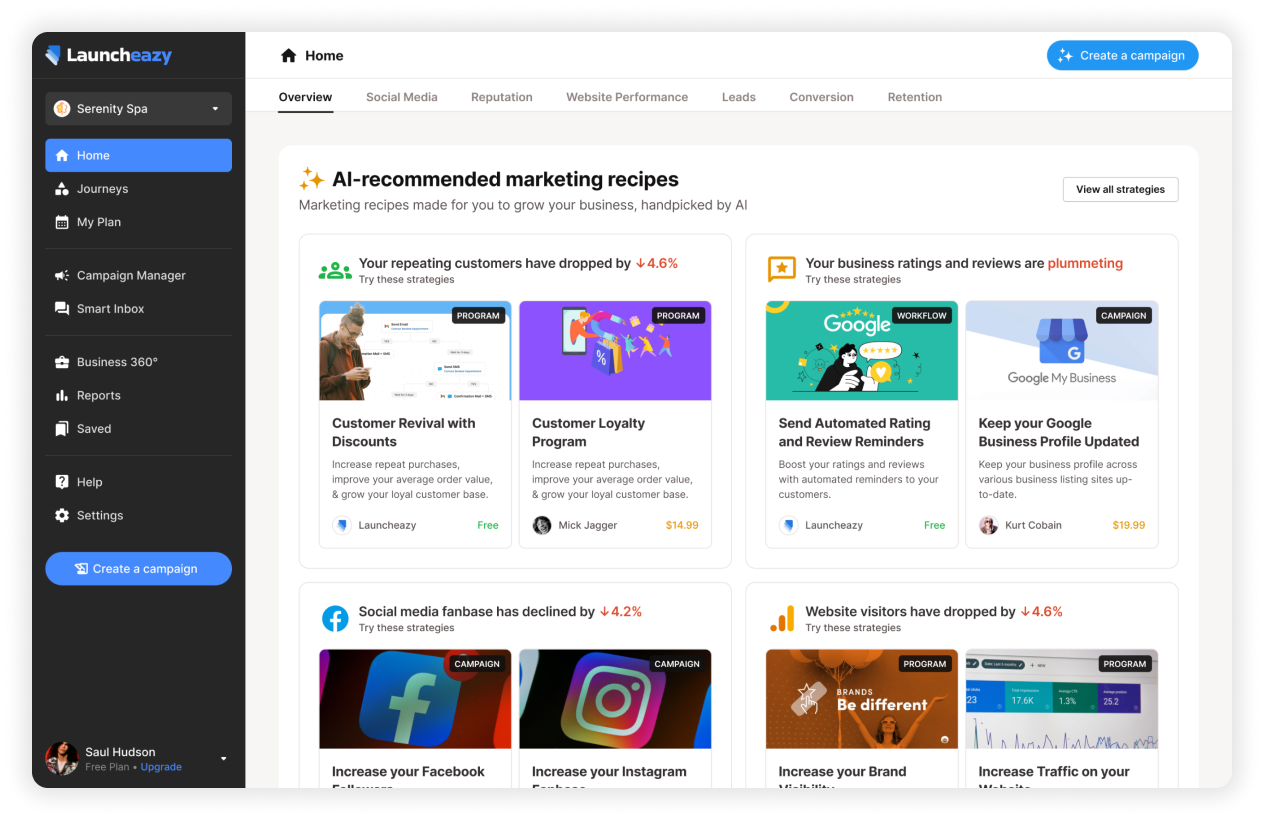 Launcheazy
Home
Create a campaign
Serenity Spa
Overview
Social Media
Reputation
Website Performance
Leads
Conversion
Retention
Home
Journeys
My Plan
Campaign Manager
Smart Inbox
Business 360°
Reports
Saved
Help
Settings
Create a campaign
Saul Hudson
Free Plan • Upgrade
AI-recommended marketing recipes
Marketing recipes made for you to grow your business, handpicked by AI
View all strategies
Your repeating customers have dropped by ↓4.6%
Try these strategies
PROGRAM
Customer Revival with
Discounts
Increase repeat purchases,
improve your average order value,
& grow your loyal customer base.
Launcheazy
Free
PROGRAM
%
Customer Loyalty
Program
Increase repeat purchases,
improve your average order value,
& grow your loyal customer base.
Mick Jagger
$14.99
Your business ratings and reviews are plummeting
Try these strategies
WORKFLOW
Google
Send Automated Rating
and Review Reminders
Boost your ratings and reviews
with automated reminders to your
customers.
Launcheazy
Free
CAMPAIGN
G
Google My Business
Keep your Google
Business Profile Updated
Keep your business profile across
various business listing sites up-
to-date.
Kurt Cobain
$19.99
Social media fanbase has declined by ↓4.2%
Try these strategies
CAMPAIGN
Increase your Facebook
Followers
CAMPAIGN
Increase your Instagram
Fanbase
Website visitors have dropped by ↓4.6%
Try these strategies
PROGRAM
BRANDS
Be different
Increase your Brand
Visibility
PROGRAM
17.6K
1.3%
25.2
Increase Traffic on your
Website